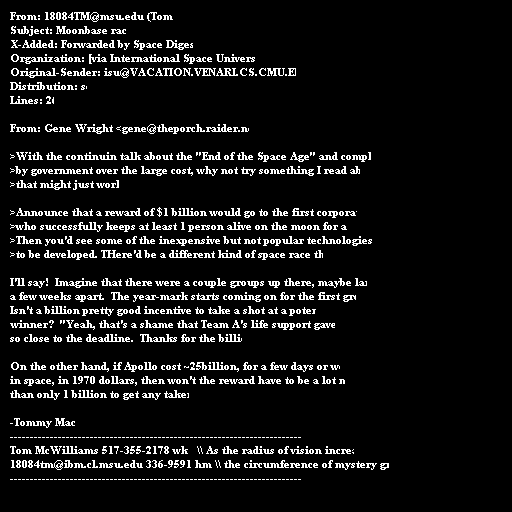 From: 18084TM@msu.edu (Tom
Subject: Moonbase rac
X-Added: Forwarded by Space Diges
Organization: [via International Space Univers
Original-Sender: isu@VACATION.VENARI.CS.CMU.E
Distribution: s
Lines: 2
From: Gene Wright <gene@theporch.raider.n
>With the continuin talk about the "End of the Space Age" and compl
>by government over the large cost, why not try something I read ab
>that might just worl
>Announce that a reward of $1 billion would go to the first corpora
>who successfully keeps at least 1 person alive on the moon for a
>Then you'd see some of the inexpensive but not popular technologies
>to be developed. THere'd be a different kind of space race th
I'll say! Imagine that there were a couple groups up there, maybe la
a few weeks apart. The year-mark starts coming on for the first gr
Isn't a billion pretty good incentive to take a shot at a poter
winner? "Yeah, that's a shame that Team A's life support gave
so close to the deadline. Thanks for the billi
On the other hand, if Apollo cost ~25billion, for a few days or w
in space, in 1970 dollars, then won't the reward have to be a lot n
than only 1 billion to get any take
-Tommy Mac
-------------------------------------------------------------------------
Tom McWilliams 517-355-2178 wk \\ As the radius of vision incre
18084tm@ibm.cl.msu.edu 336-9591 hm \\ the circumference of mystery g
-------------------------------------------------------------------------